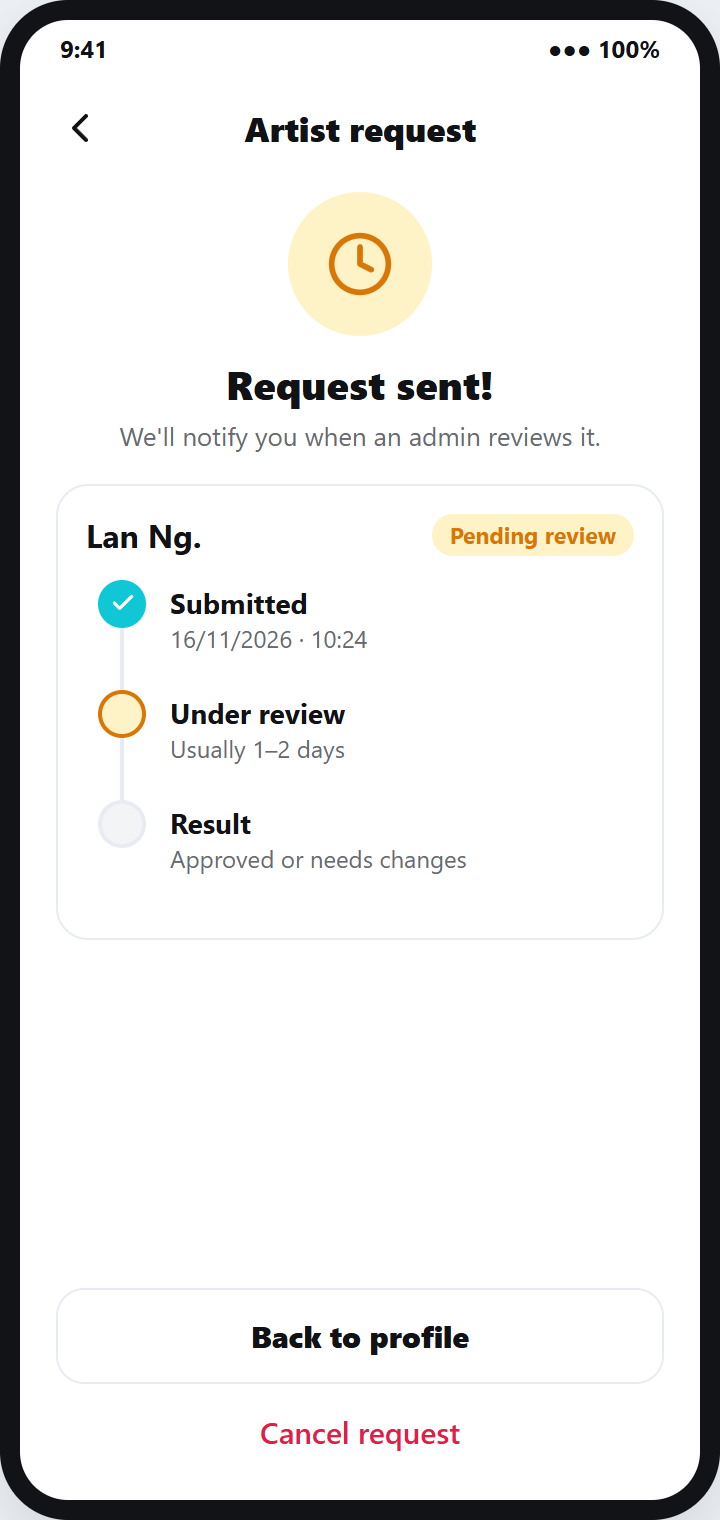 9:41
●●● 100%
Artist request
Request sent!
We'll notify you when an admin reviews it.
Lan Ng.
Pending review
Submitted
16/11/2026 · 10:24
Under review
Usually 1–2 days
Result
Approved or needs changes
Back to profile
Cancel request